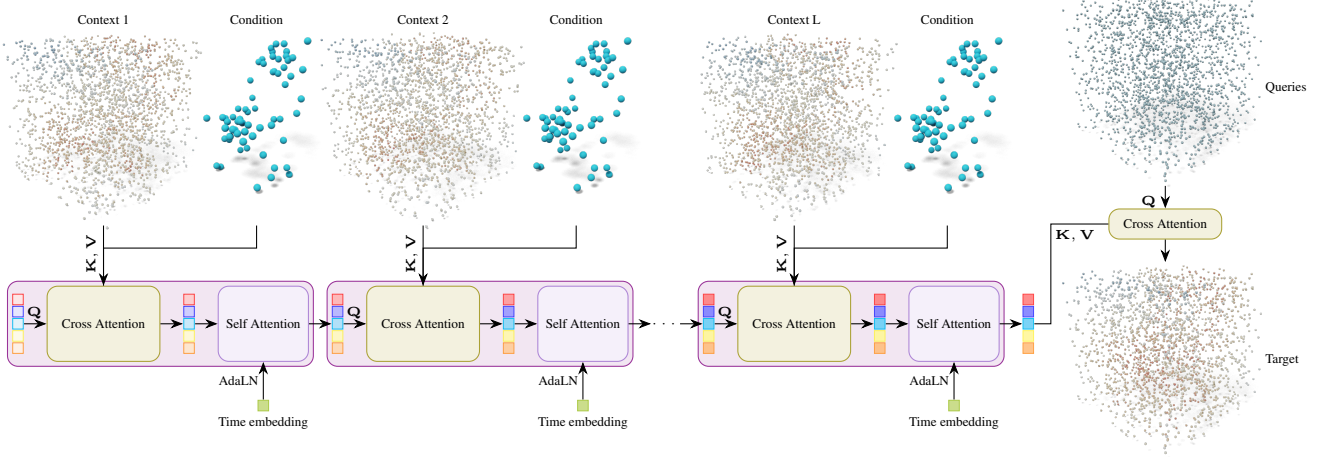 Context 1
Condition
Context 2
Condition
Context L
Condition
Queries
Q
Cross Attention
K, V
K, V
K, V
K, V
Q
Cross Attention
Self Attention
Q
Cross Attention
Self Attention
. . .
Q
Cross Attention
Self Attention
Target
AdaLN
AdaLN
AdaLN
Time embedding
Time embedding
Time embedding